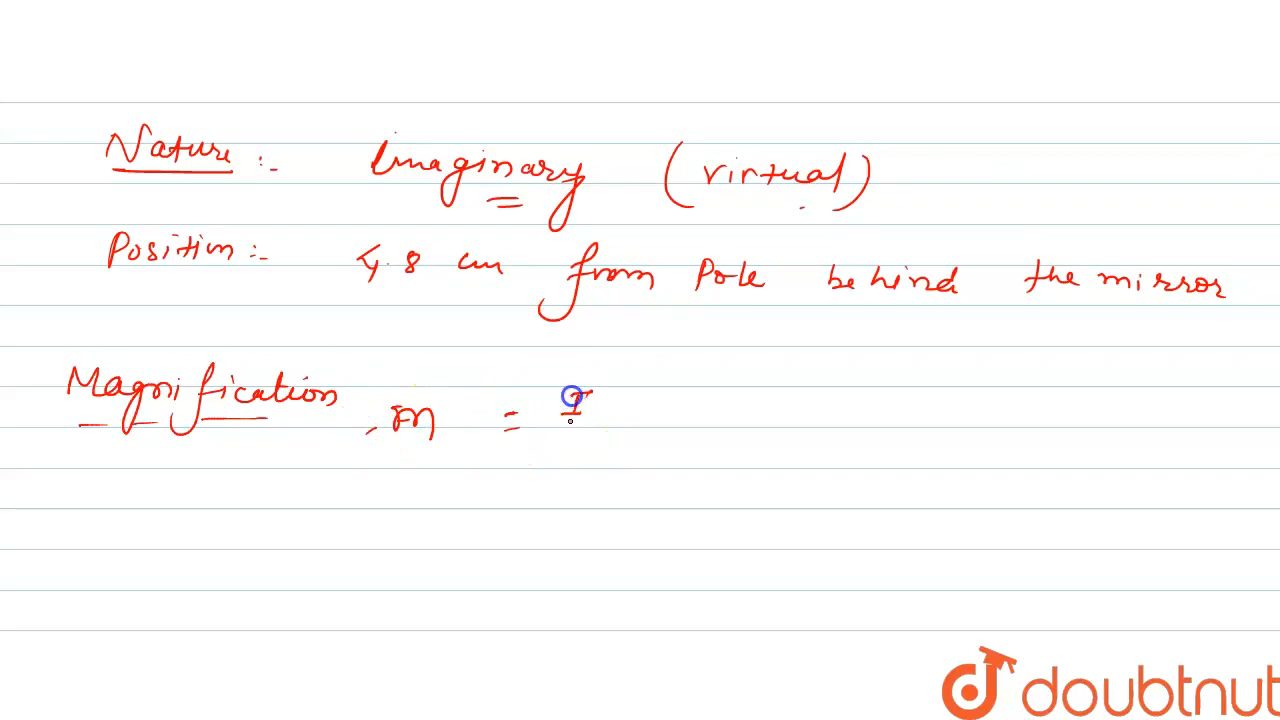 Nature :- Imaginary (virtual)
Position :- 4.8 cm from Pole behind the mirror
Magnification, m = I
doubtnut